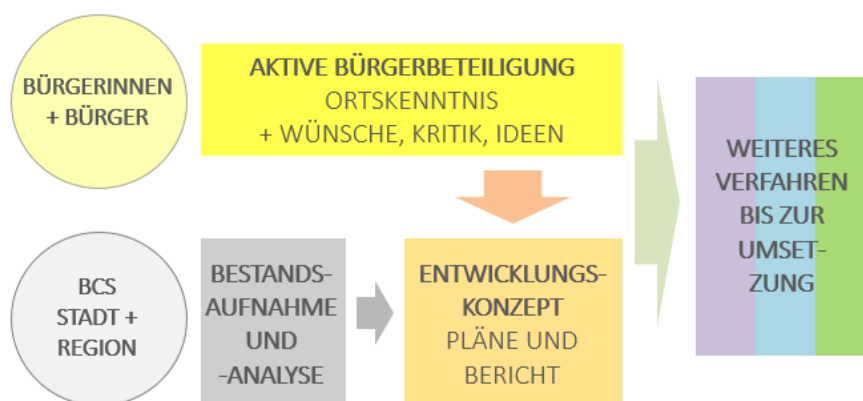 BÜRGERINNEN
+ BÜRGER
AKTIVE BÜRGERBETEILIGUNG
ORTSKENNTNIS
+ WÜNSCHE, KRITIK, IDEEN
BCS
STADT +
REGION
BESTANDS-
AUFNAHME
UND
-ANALYSE
ENTWICKLUNGS-
KONZEPT
PLÄNE UND
BERICHT
WEITERES
VERFAHREN
BIS ZUR
UMSET-
ZUNG